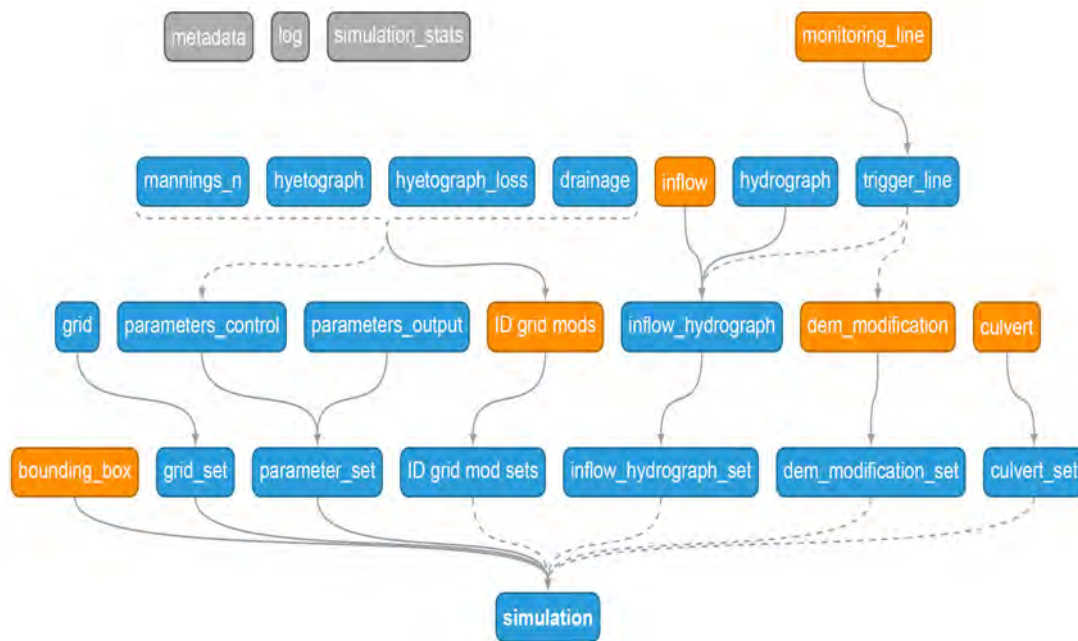 metadata
log
simulation_stats
monitoring_line
mannings_n
hyetograph
hyetograph_loss
drainage
inflow
hydrograph
trigger_line
grid
parameters_control
parameters_output
ID grid mods
inflow_hydrograph
dem_modification
culvert
bounding_box
grid_set
parameter_set
ID grid mod sets
inflow_hydrograph_set
dem_modification_set
culvert_set
simulation